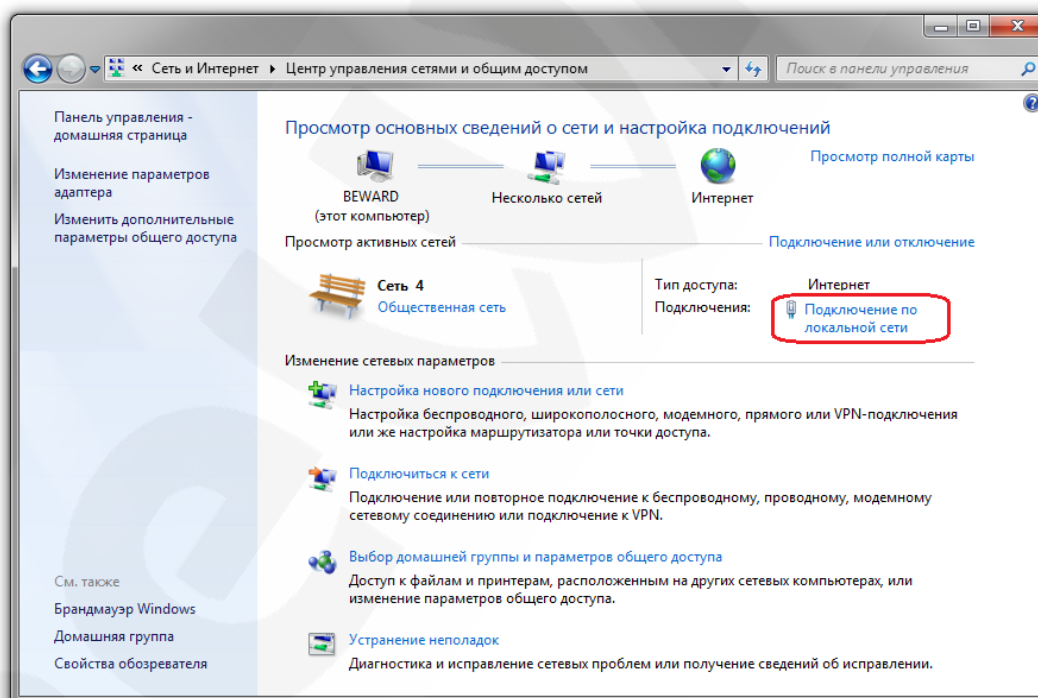 « Сеть и Интернет Центр управления сетями и общим доступом
Поиск в панели управления
Панель управления -
домашняя страница
Изменение параметров
адаптера
Изменить дополнительные
параметры общего доступа
Просмотр основных сведений о сети и настройка подключений
Просмотр полной карты
BEWARD
(этот компьютер)
Несколько сетей
Интернет
Просмотр активных сетей
Подключение или отключение
Сеть 4
Общественная сеть
Тип доступа: Интернет
Подключения: Подключение по
локальной сети
Изменение сетевых параметров
Настройка нового подключения или сети
Настройка беспроводного, широкополосного, модемного, прямого или VPN-подключения
или же настройка маршрутизатора или точки доступа.
Подключиться к сети
Подключение или повторное подключение к беспроводному, проводному, модемному
сетевому соединению или подключение к VPN.
Выбор домашней группы и параметров общего доступа
Доступ к файлам и принтерам, расположенным на других сетевых компьютерах, или
изменение параметров общего доступа.
Устранение неполадок
Диагностика и исправление сетевых проблем или получение сведений об исправлении.
См. также
Брандмауэр Windows
Домашняя группа
Свойства обозревателя